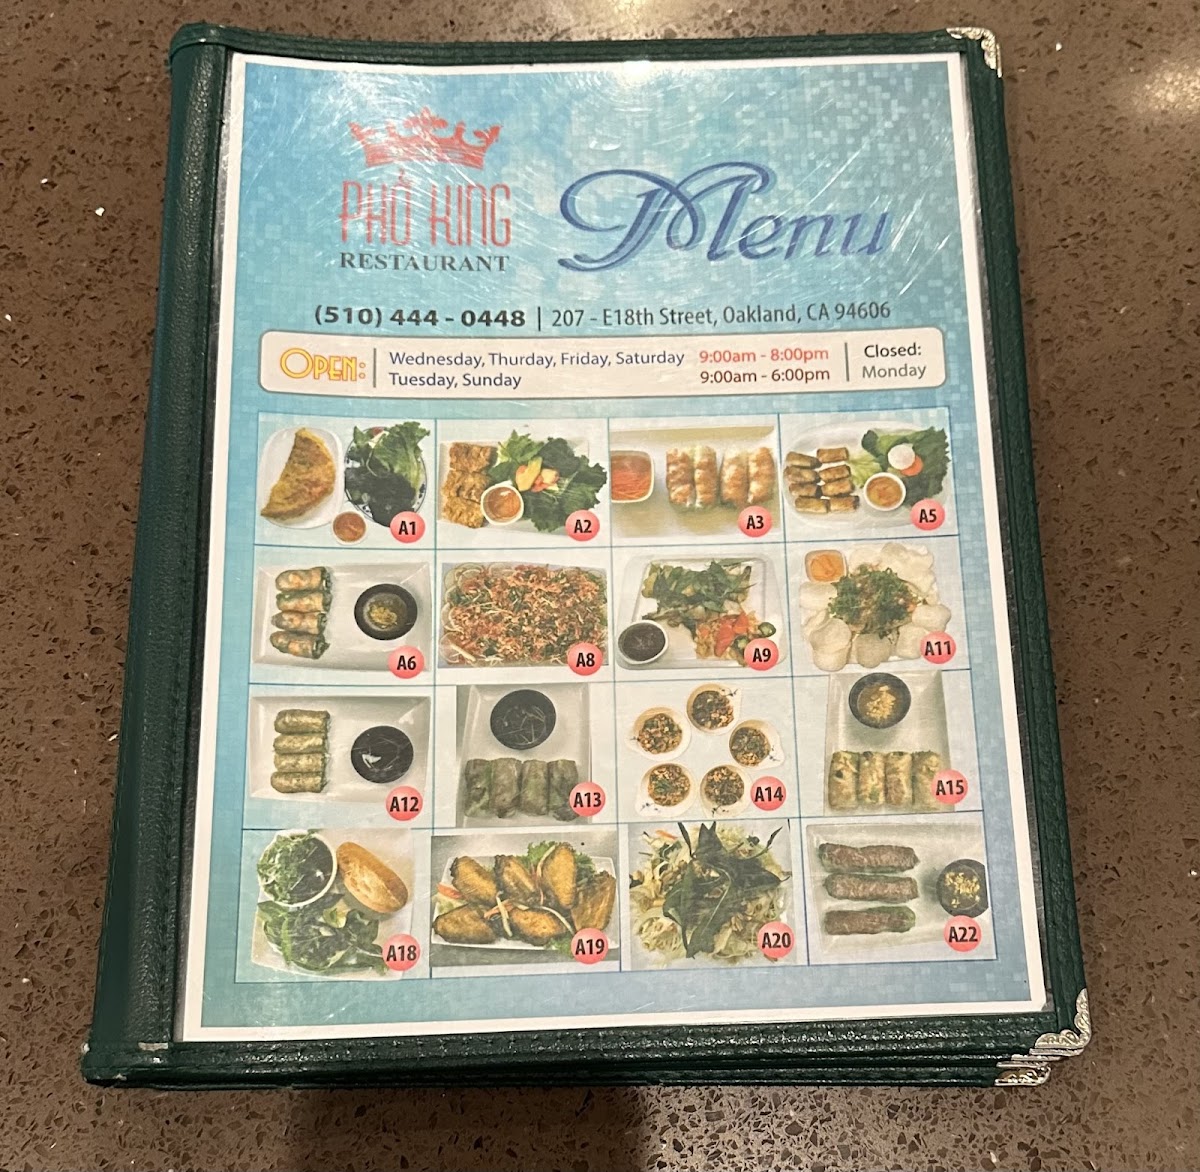 PHỞ KING
RESTAURANT
Menu
(510) 444 - 0448 | 207 - E18th Street, Oakland, CA 94606
OPEN:
Wednesday, Thurday, Friday, Saturday 9:00am - 8:00pm
Tuesday, Sunday 9:00am - 6:00pm
Closed:
Monday
A1
A2
A3
A5
A6
A8
A9
A11
A12
A13
A14
A15
A18
A19
A20
A22